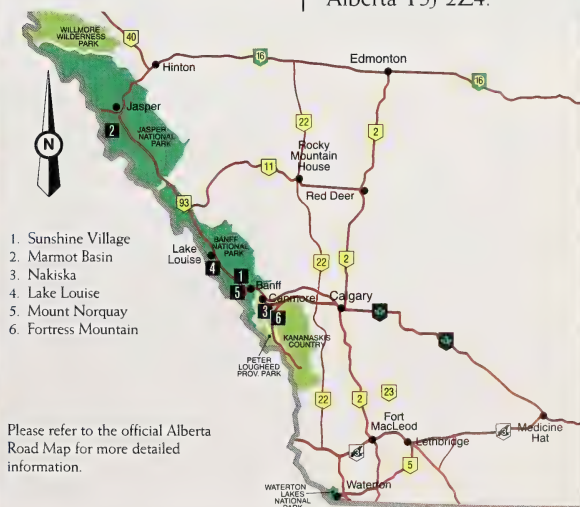 Alberta T5J 2Z4.
WILLMORE
WILDERNESS
PARK
40
Hinton
16
Edmonton
16
Jasper
2
JASPER
NATIONAL
PARK
N
22
2
Rocky
Mountain
House
11
Red Deer
93
1. Sunshine Village
2. Marmot Basin
3. Nakiska
4. Lake Louise
5. Mount Norquay
6. Fortress Mountain
BANFF
NATIONAL
PARK
Lake
Louise
4
1
5
Banff
3
Canmore
6
22
2
Calgary
KANANASKIS
COUNTRY
PETER
LOUGHEED
PROV. PARK
22
2
23
Fort
MacLeod
Lethbridge
Medicine
Hat
5
Waterton
WATERTON
LAKES
NATIONAL
Please refer to the official Alberta
Road Map for more detailed
information.